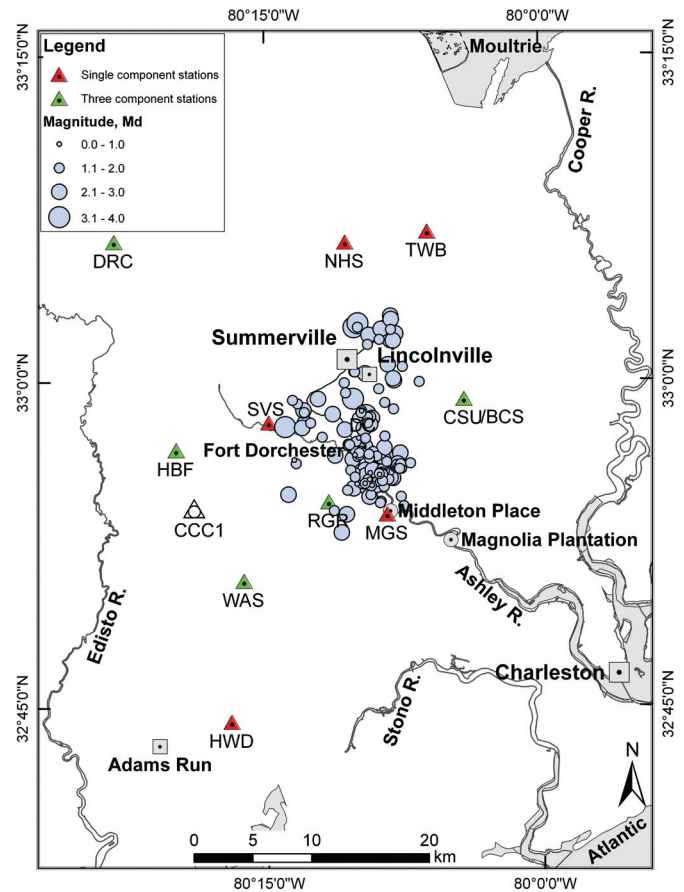 80°15'0"W
80°0'0"W
33°15'0"N
33°15'0"N
Legend
Single component stations
Three component stations
Magnitude, Md
0.0 - 1.0
1.1 - 2.0
2.1 - 3.0
3.1 - 4.0
Moultrie
Cooper R.
DRC
NHS
TWB
Summerville
Lincolnville
33°0'0"N
33°0'0"N
SVS
CSU/BCS
Fort Dorchester
HBF
CCC1
RGR
MGS
Middleton Place
Magnolia Plantation
WAS
Ashley R.
Edisto R.
Charleston
Stono R.
32°45'0"N
32°45'0"N
HWD
Adams Run
N
0
5
10
20
km
Atlantic
80°15'0"W
80°0'0"W